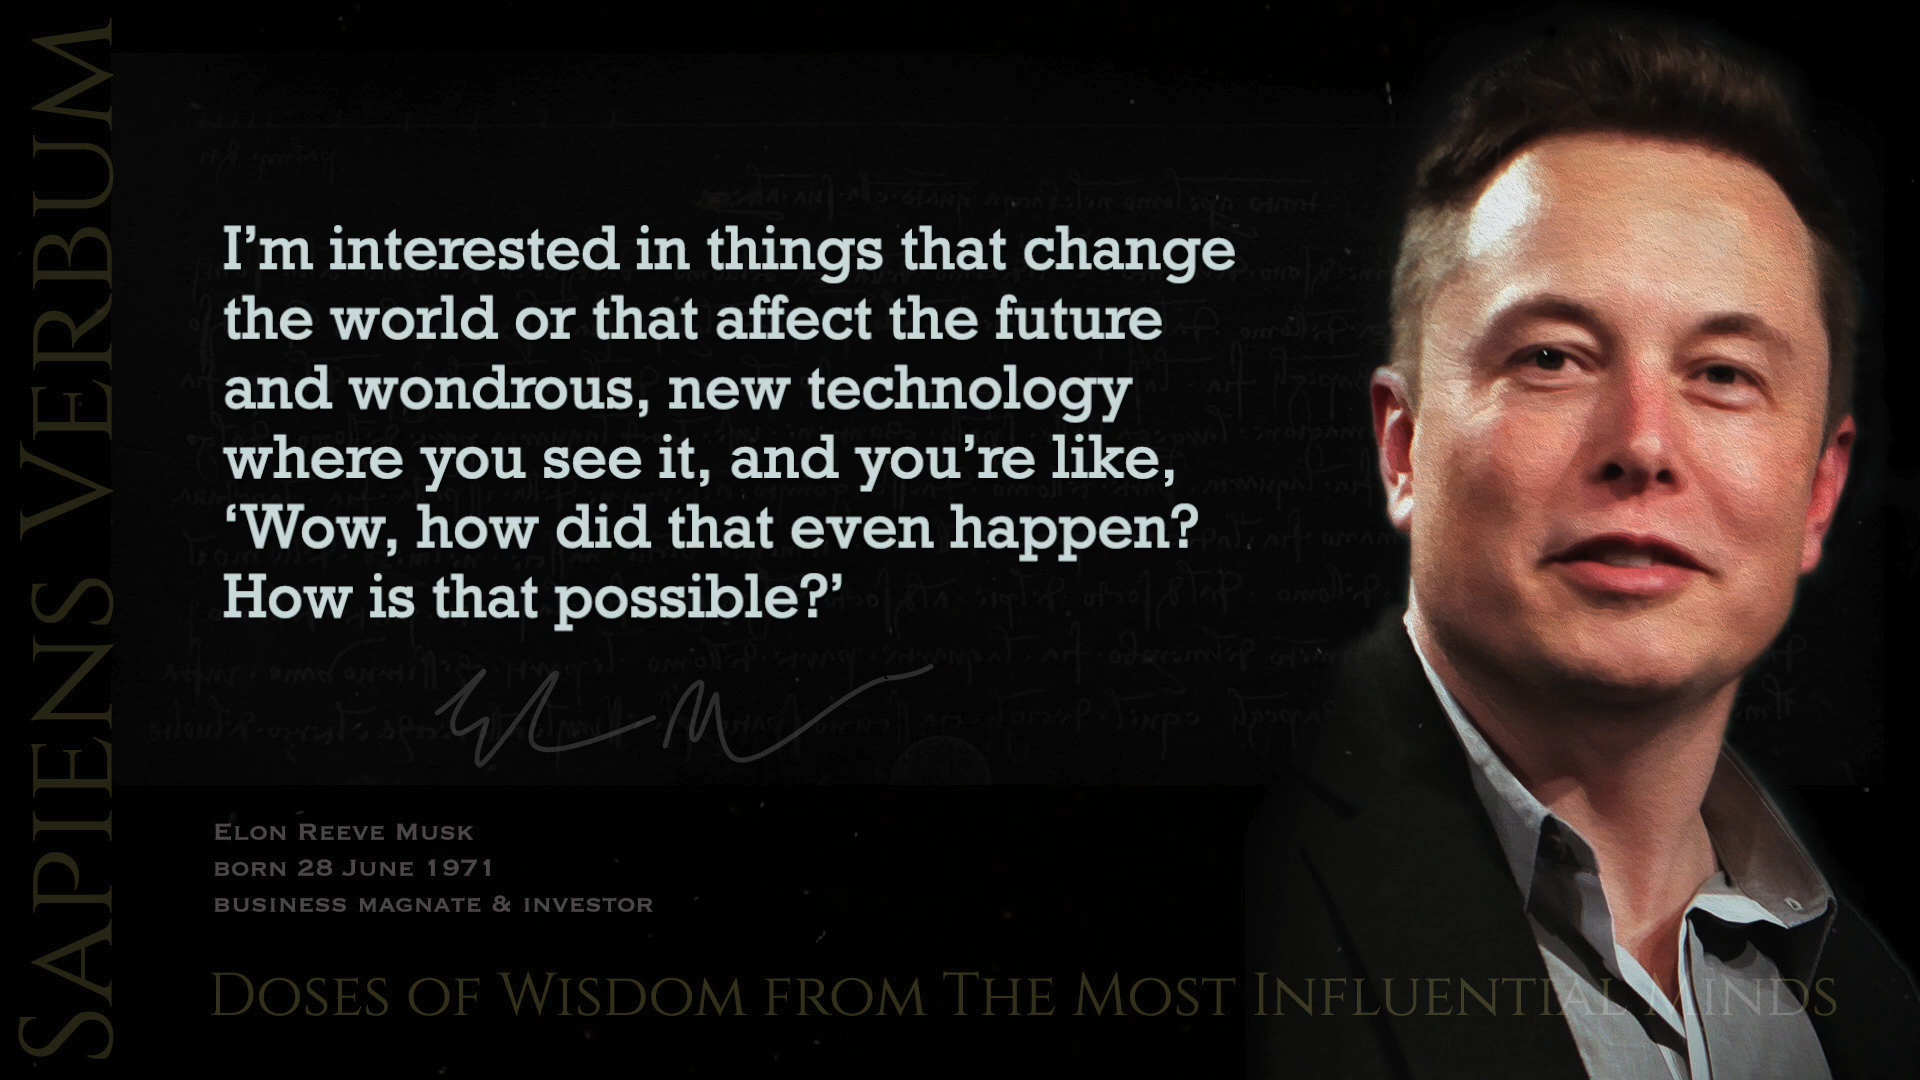 SAPIENS VERBUM
I’m interested in things that change
the world or that affect the future
and wondrous, new technology
where you see it, and you’re like,
‘Wow, how did that even happen?
How is that possible?’
ELON REEVE MUSK
BORN 28 JUNE 1971
BUSINESS MAGNATE & INVESTOR
DOSES OF WISDOM FROM THE MOST INFLUENTIAL MINDS